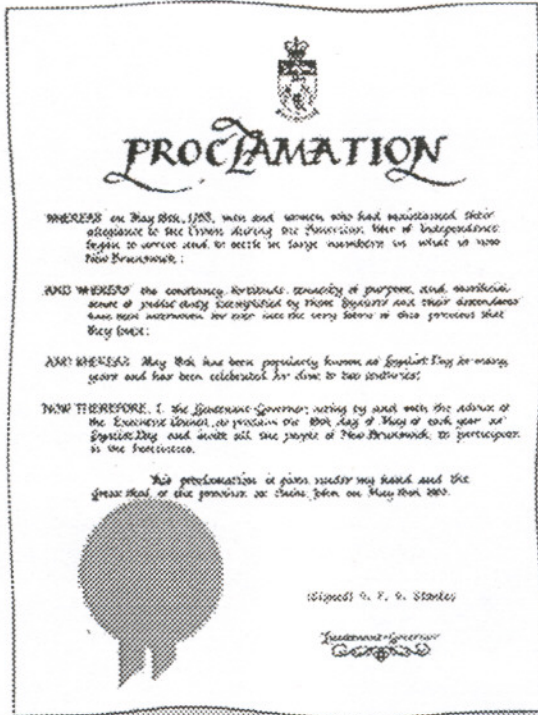 PROCLAMATION
WHEREAS on May 18th, 1783, men and women who had maintained their
allegiance to the Crown during the American War of Independence
began to arrive and to settle in large numbers in what is now
New Brunswick;
AND WHEREAS the constancy, fortitude, tenacity of purpose, and
sense of public duty exemplified by those Loyalists and their descendants
have been interwoven for ever into the very fabric of this province that
they love;
AND WHEREAS May 18th has been popularly known as Loyalist Day for many
years and has been celebrated for close to two centuries;
NOW THEREFORE, I, the Lieutenant-Governor, acting by and with the advice of
the Executive Council, do proclaim the 18th day of May of each year as
Loyalist Day and invite all the people of New Brunswick to participate
in the festivities.
This proclamation is given under my hand and the
Great Seal of the province at Saint John on May
(Signed) G. F. G. Stanley
Lieutenant-Governor